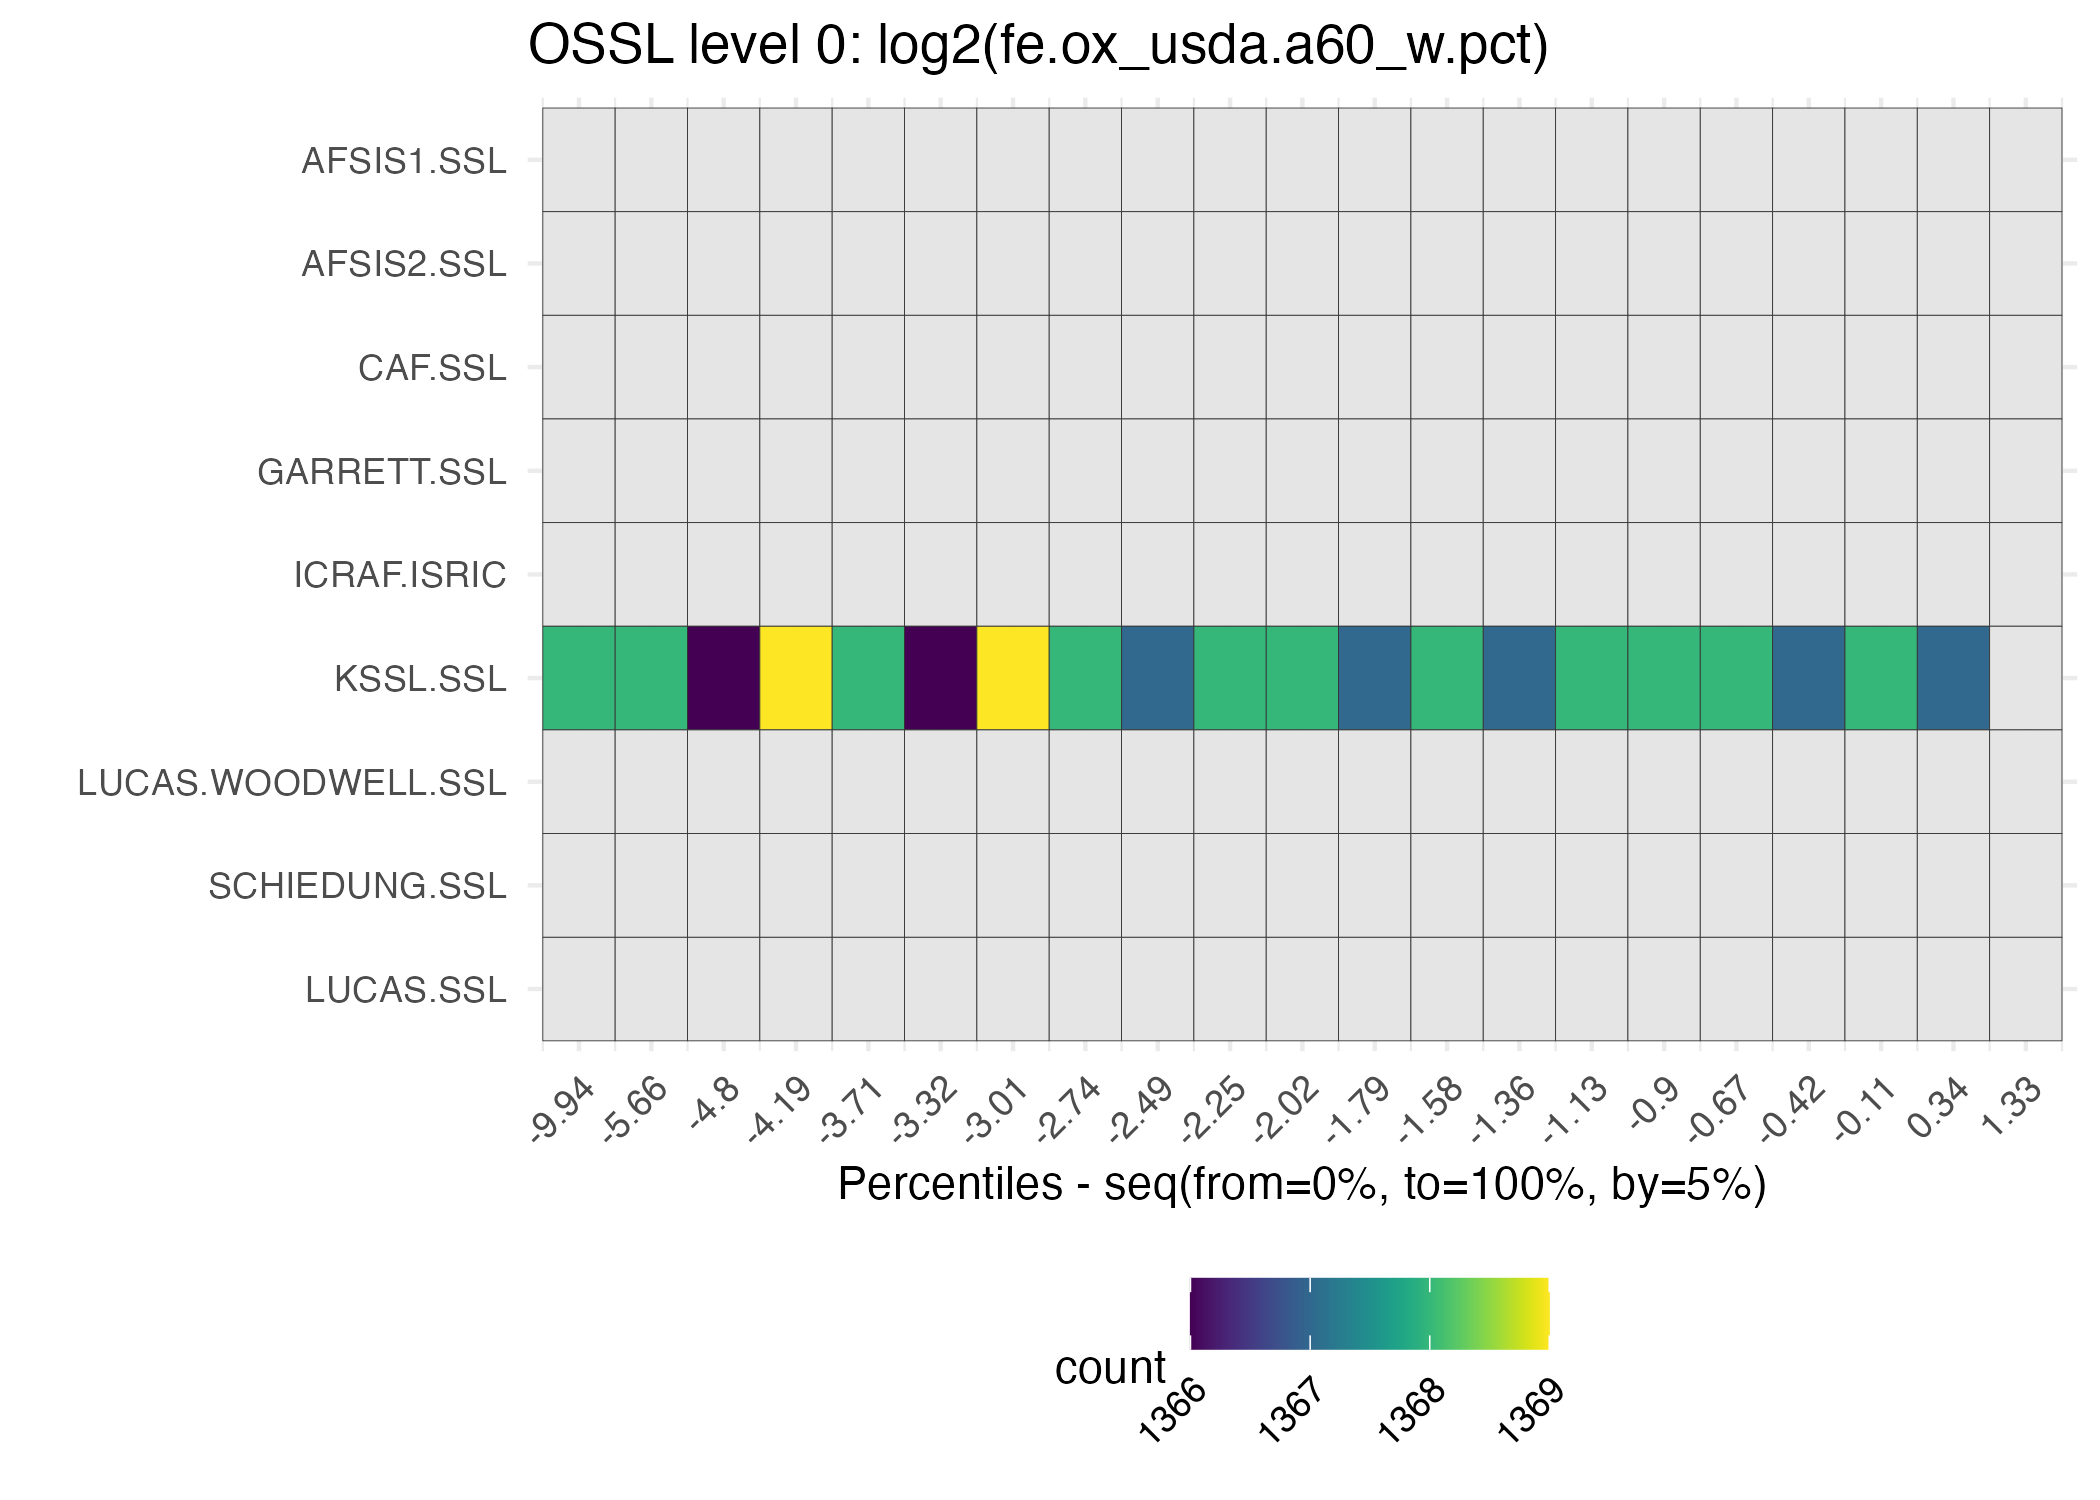 OSSL level 0: log2(fe.ox_usda.a60_w.pct)
AFSIS1.SSL
AFSIS2.SSL
CAF.SSL
GARRETT.SSL
ICRAF.ISRIC
KSSL.SSL
LUCAS.WOODWELL.SSL
SCHIEDUNG.SSL
LUCAS.SSL
-9.94 -5.66 -4.8 -4.19 -3.71 -3.32 -3.01 -2.74 -2.49 -2.25 -2.02 -1.79 -1.58 -1.36 -1.13 -0.9 -0.67 -0.42 -0.11 0.34 1.33
Percentiles - seq(from=0%, to=100%, by=5%)
count
1366 1367 1368 1369